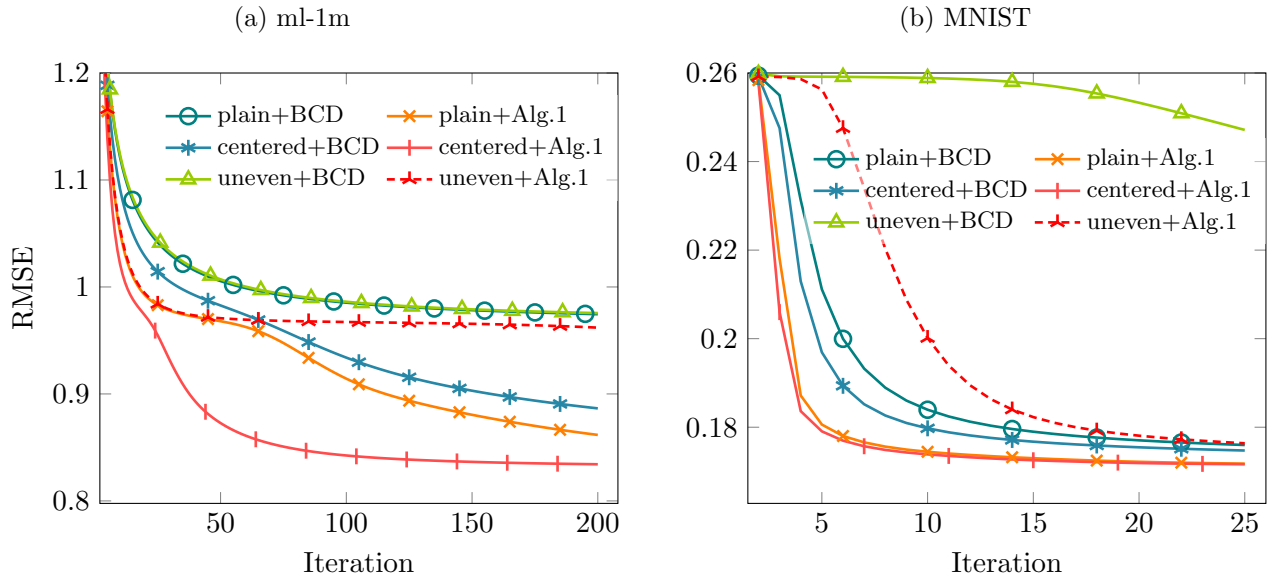 (a) ml-1m
RMSE
1.2
1.1
1
0.9
0.8
50
100
150
200
Iteration
plain+BCD
plain+Alg.1
centered+BCD
centered+Alg.1
uneven+BCD
uneven+Alg.1
(b) MNIST
0.26
0.24
0.22
0.2
0.18
5
10
15
20
25
Iteration
plain+BCD
plain+Alg.1
centered+BCD
centered+Alg.1
uneven+BCD
uneven+Alg.1